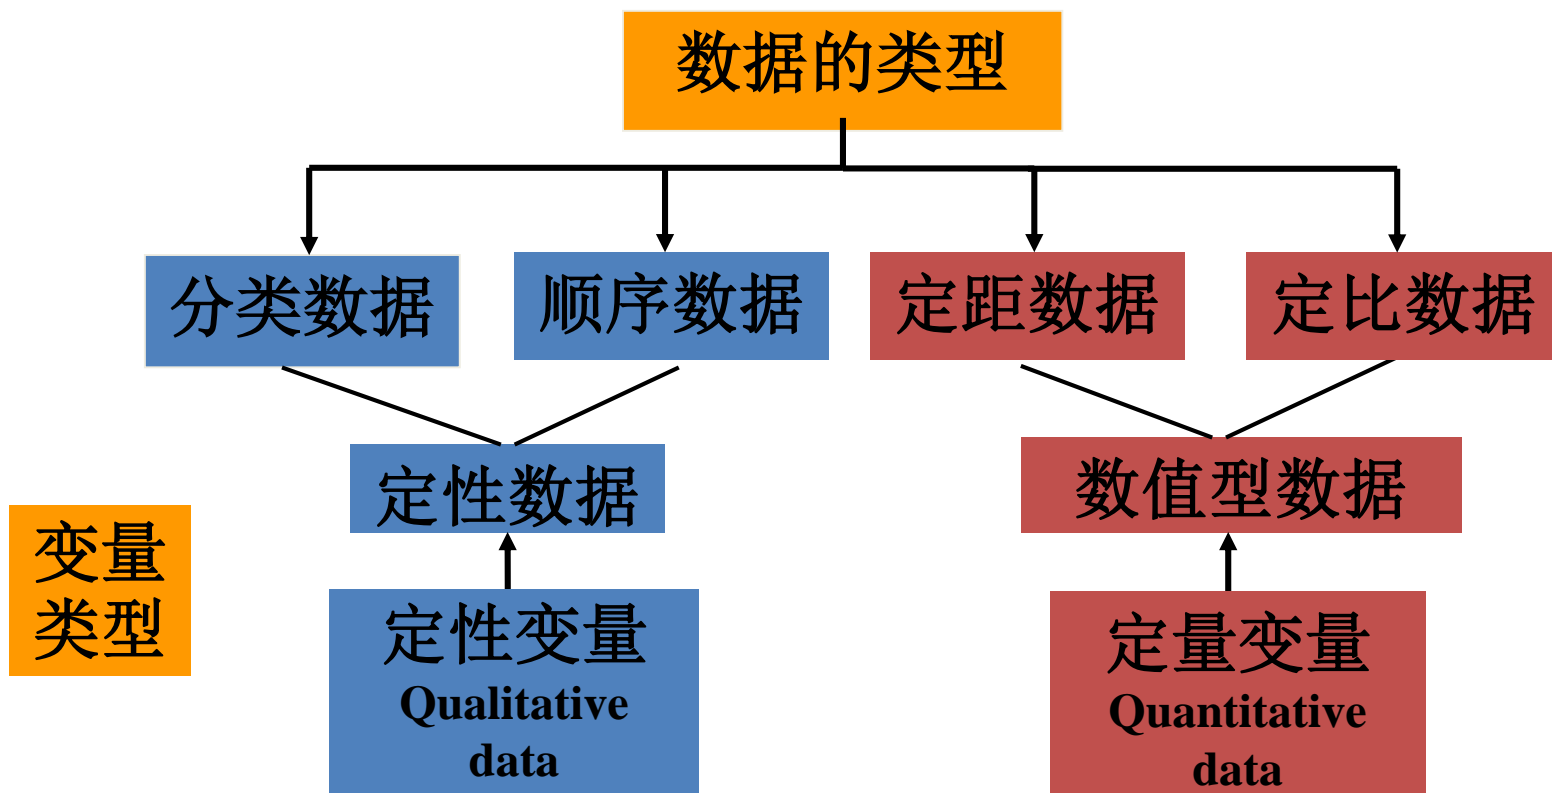 数据的类型
分类数据
顺序数据
定距数据
定比数据
定性数据
数值型数据
变量
类型
定性变量
Qualitative
data
定量变量
Quantitative
data